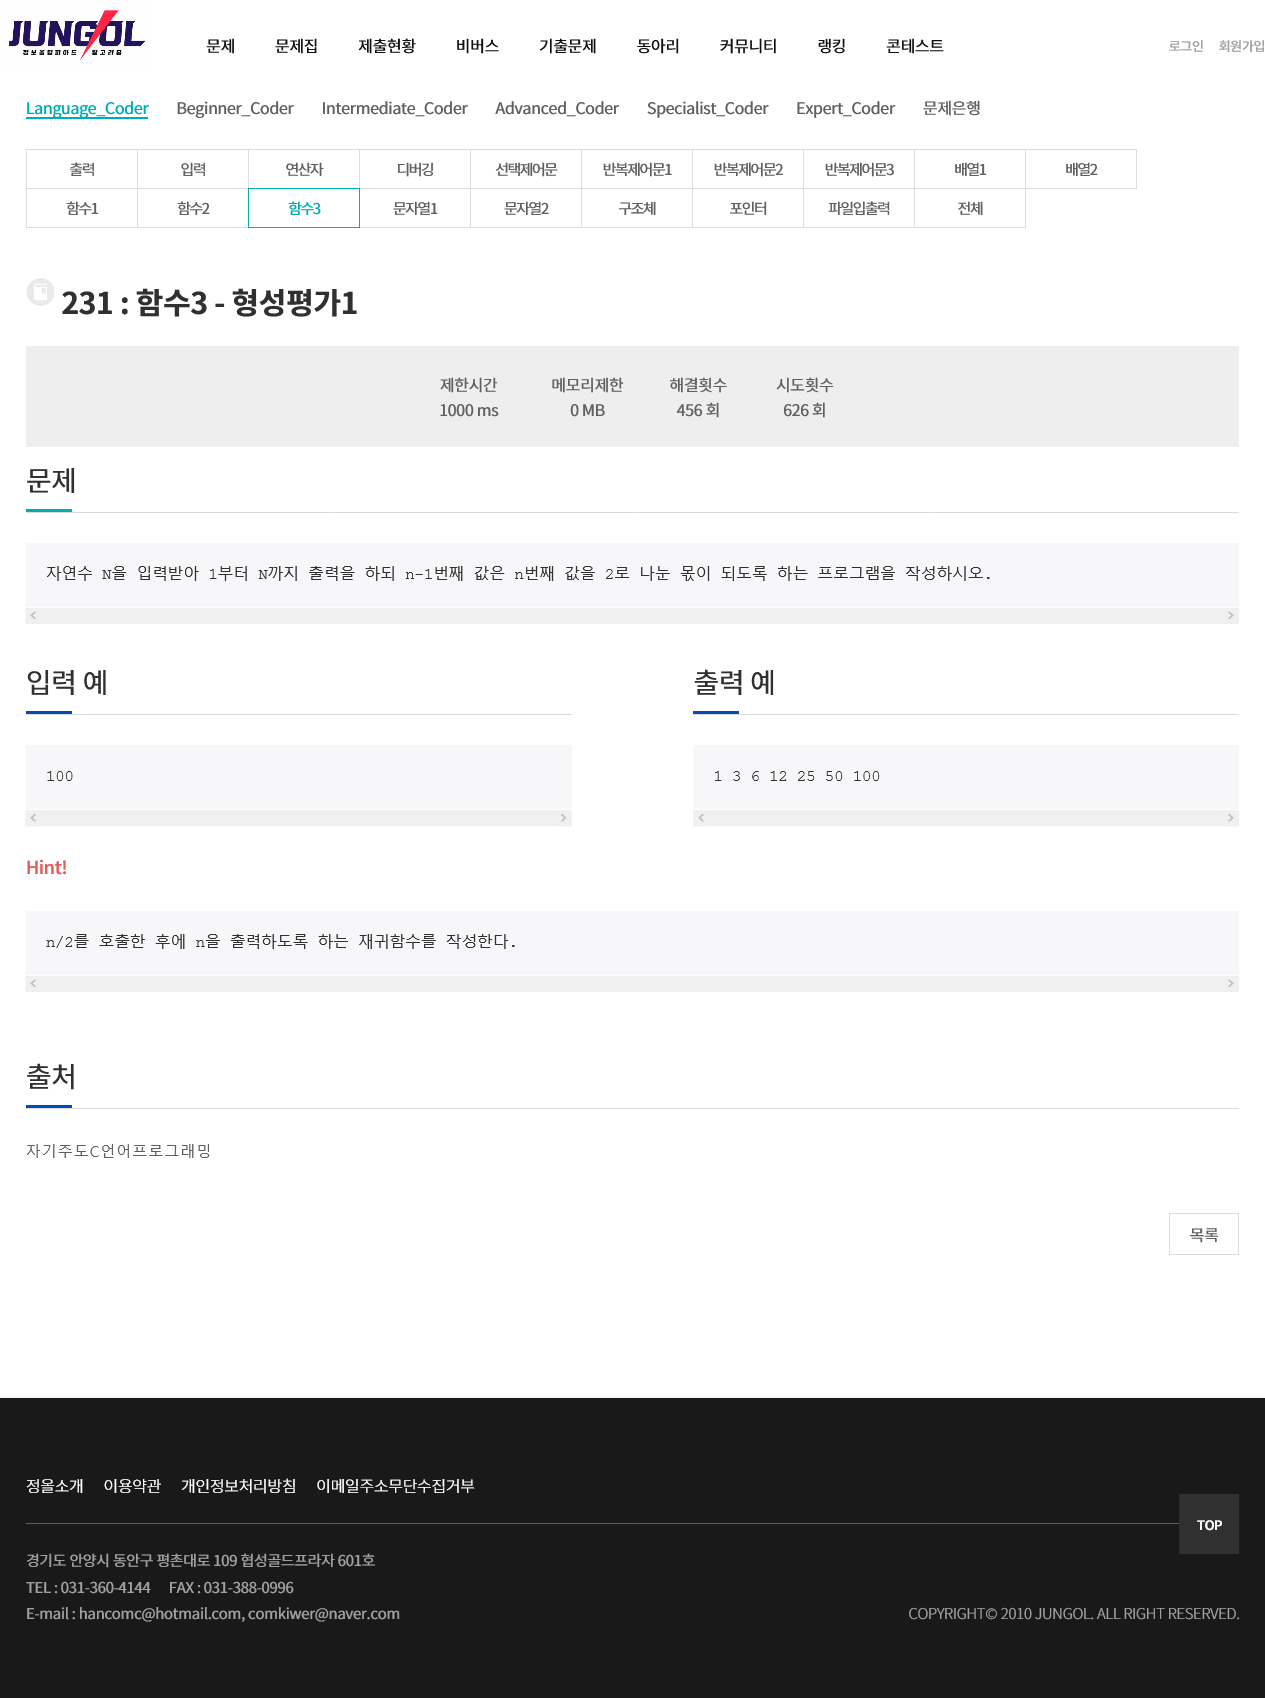 JUNGOL
정보올림피아드 알고리즘
문제 문제집 제출현황 비버스 기출문제 동아리 커뮤니티 랭킹 콘테스트 로그인 회원가입
Language_Coder Beginner_Coder Intermediate_Coder Advanced_Coder Specialist_Coder Expert_Coder 문제은행
출력 입력 연산자 디버깅 선택제어문 반복제어문1 반복제어문2 반복제어문3 배열1 배열2
함수1 함수2 함수3 문자열1 문자열2 구조체 포인터 파일입출력 전체
231 : 함수3 - 형성평가1
제한시간 메모리제한 해결횟수 시도횟수
1000 ms 0 MB 456 회 626 회
문제
자연수 N을 입력받아 1부터 N까지 출력을 하되 n-1번째 값은 n번째 값을 2로 나눈 몫이 되도록 하는 프로그램을 작성하시오.
입력 예
100
출력 예
1 3 6 12 25 50 100
Hint!
n/2를 호출한 후에 n을 출력하도록 하는 재귀함수를 작성한다.
출처
자기주도C언어프로그래밍
목록
정올소개 이용약관 개인정보처리방침 이메일주소무단수집거부
TOP
경기도 안양시 동안구 평촌대로 109 협성골드프라자 601호
TEL : 031-360-4144 FAX : 031-388-0996
E-mail : hancomc@hotmail.com, comkiwer@naver.com
COPYRIGHT© 2010 JUNGOL. ALL RIGHT RESERVED.